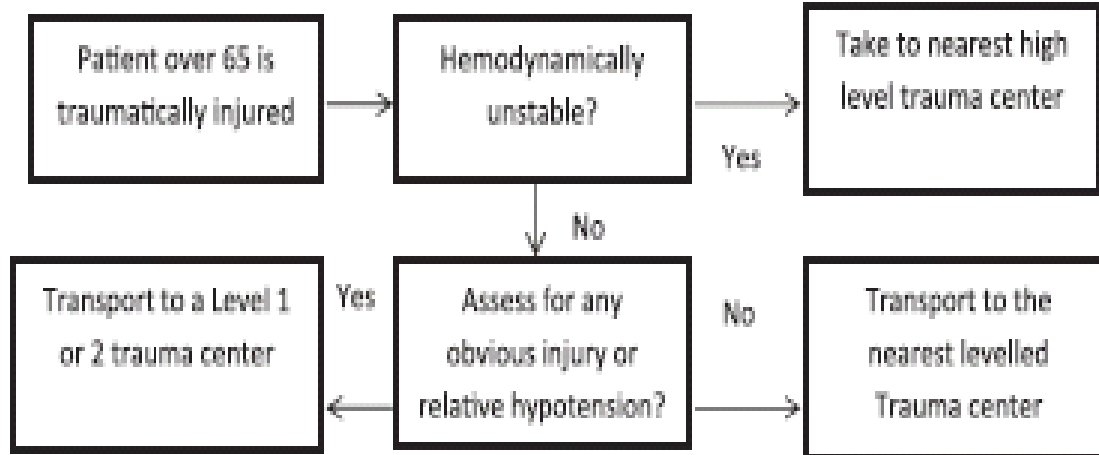 Patient over 65 is
traumatically injured
Hemodynamically
unstable?
Yes
Take to nearest high
level trauma center
No
Assess for any
obvious injury or
relative hypotension?
Yes
Transport to a Level 1
or 2 trauma center
No
Transport to the
nearest levelled
Trauma center